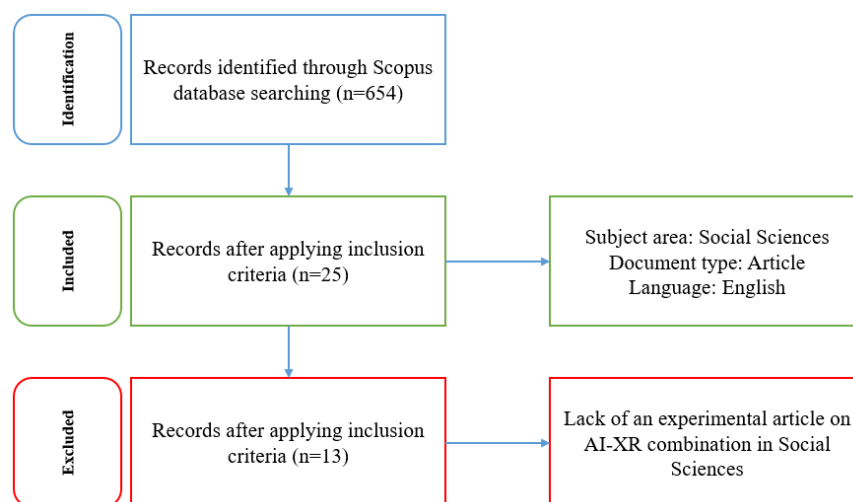 Identification
Records identified through Scopus
database searching (n=654)
Included
Records after applying inclusion
criteria (n=25)
Subject area: Social Sciences
Document type: Article
Language: English
Excluded
Records after applying inclusion
criteria (n=13)
Lack of an experimental article on
AI-XR combination in Social
Sciences